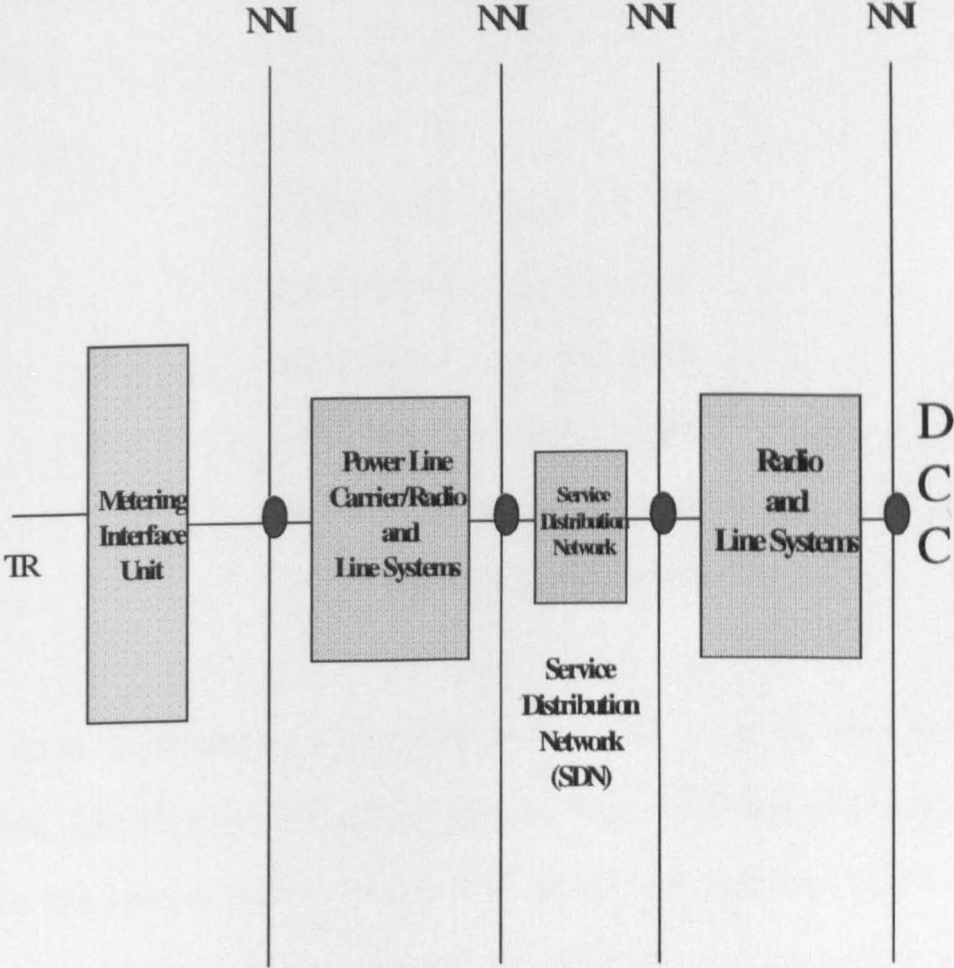 NNI NNI NNI NNI
Metering
Interface
Unit
TR
Power Line
Carrier/Radio
and
Line Systems
Service
Distribution
Network
Service
Distribution
Network
(SDN)
Radio
and
Line Systems
D
C
C